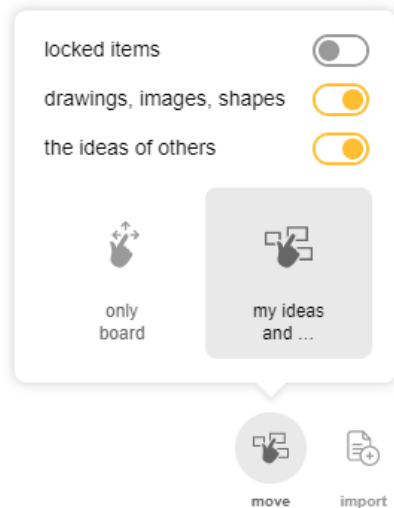 locked items
drawings, images, shapes
the ideas of others
only
board
my ideas
and ...
move
import